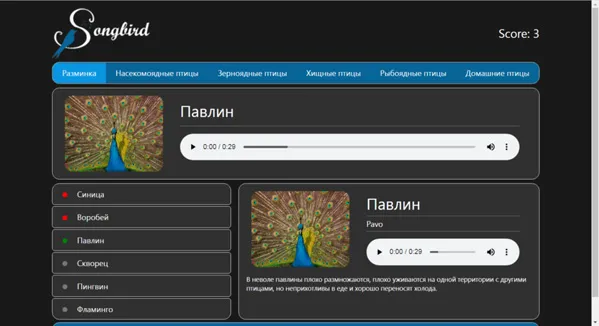 Songbird
Score: 3
Разминка Насекомоядные птицы Зерноядные птицы Хищные птицы Рыбоядные птицы Домашние птицы
Павлин
0:00 / 0:29
Синица
Воробей
Павлин
Скворец
Пингвин
Фламинго
Павлин
Pavo
0:00 / 0:29
В неволе павлины плохо размножаются, плохо уживаются на одной территории с другими
птицами, но неприхотливы в еде и хорошо переносят холода.